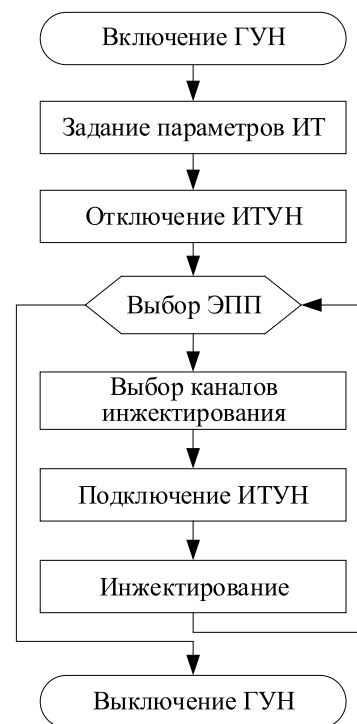 Включение ГУН
Задание параметров ИТ
Отключение ИТУН
Выбор ЭПП
Выбор каналов
инжектирования
Подключение ИТУН
Инжектирование
Выключение ГУН